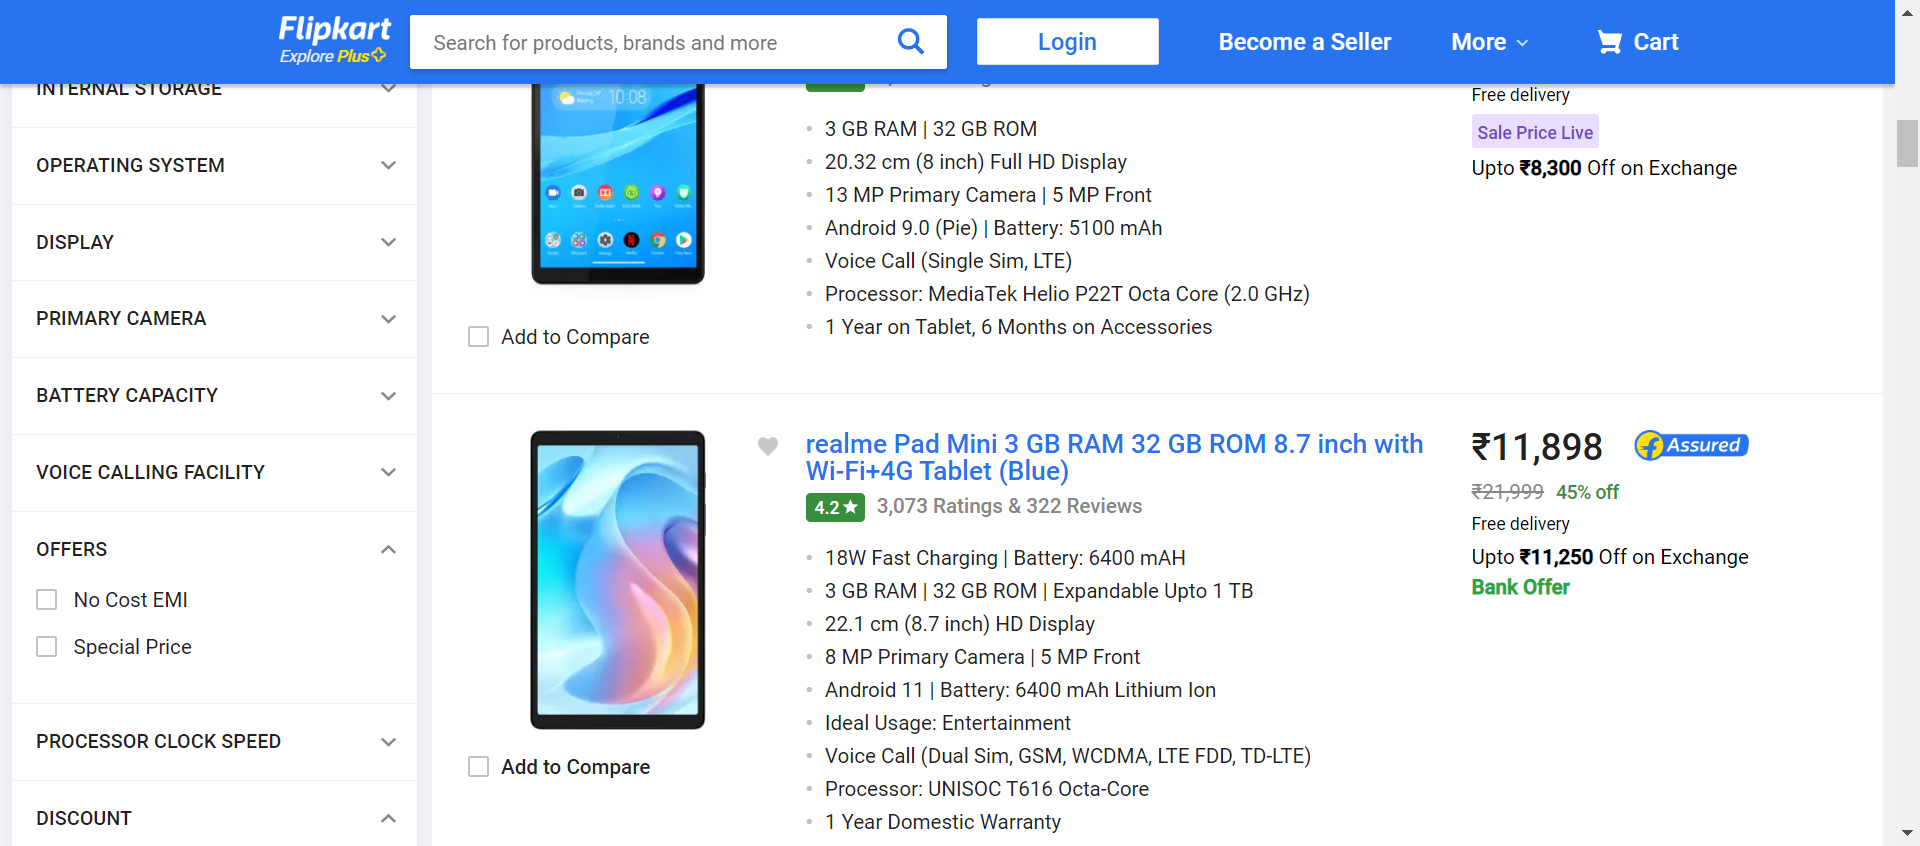 Flipkart
Explore Plus
Search for products, brands and more
Login
Become a Seller
More
Cart
INTERNAL STORAGE
OPERATING SYSTEM
DISPLAY
PRIMARY CAMERA
BATTERY CAPACITY
VOICE CALLING FACILITY
OFFERS
No Cost EMI
Special Price
PROCESSOR CLOCK SPEED
DISCOUNT
10:08
Add to Compare
3 GB RAM | 32 GB ROM
20.32 cm (8 inch) Full HD Display
13 MP Primary Camera | 5 MP Front
Android 9.0 (Pie) | Battery: 5100 mAh
Voice Call (Single Sim, LTE)
Processor: MediaTek Helio P22T Octa Core (2.0 GHz)
1 Year on Tablet, 6 Months on Accessories
Free delivery
Sale Price Live
Upto ₹8,300 Off on Exchange
Add to Compare
realme Pad Mini 3 GB RAM 32 GB ROM 8.7 inch with
Wi-Fi+4G Tablet (Blue)
4.2 3,073 Ratings & 322 Reviews
18W Fast Charging | Battery: 6400 mAH
3 GB RAM | 32 GB ROM | Expandable Upto 1 TB
22.1 cm (8.7 inch) HD Display
8 MP Primary Camera | 5 MP Front
Android 11 | Battery: 6400 mAh Lithium Ion
Ideal Usage: Entertainment
Voice Call (Dual Sim, GSM, WCDMA, LTE FDD, TD-LTE)
Processor: UNISOC T616 Octa-Core
1 Year Domestic Warranty
₹11,898
Assured
₹21,999 45% off
Free delivery
Upto ₹11,250 Off on Exchange
Bank Offer